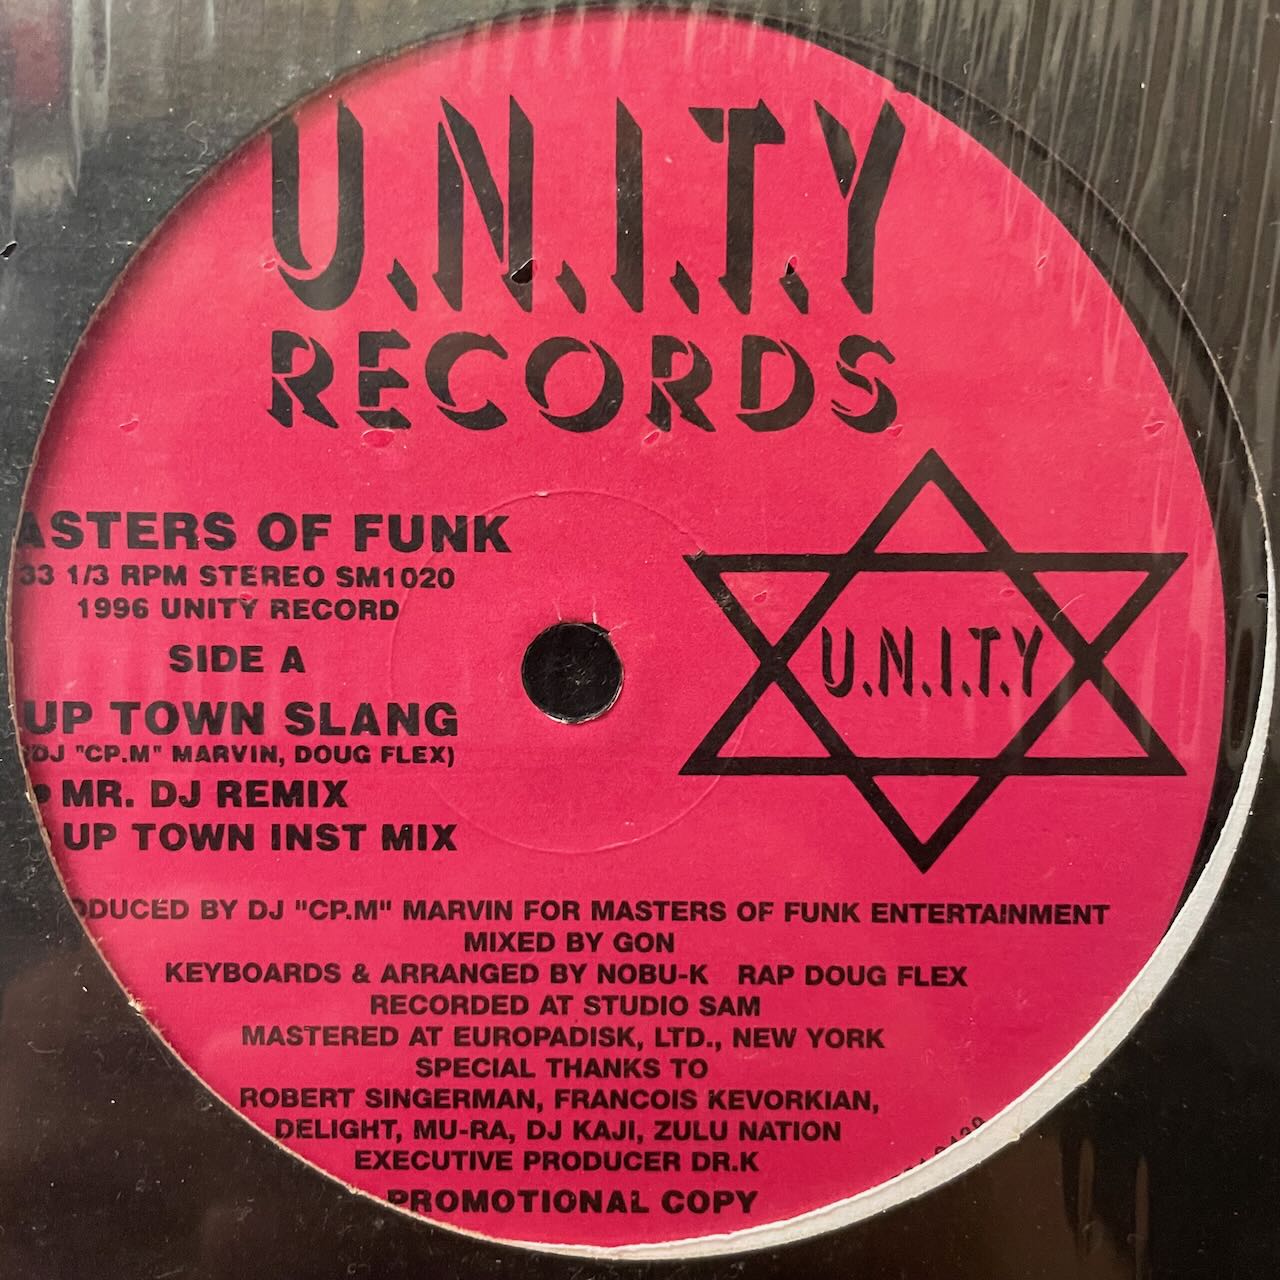 U.N.I.T.Y
RECORDS
ASTERS OF FUNK
33 1/3 RPM STEREO SM1020
1996 UNITY RECORD
SIDE A
UP TOWN SLANG
(DJ "CP.M" MARVIN, DOUG FLEX)
• MR. DJ REMIX
UP TOWN INST MIX
U.N.I.T.Y
ODUCED BY DJ "CP.M" MARVIN FOR MASTERS OF FUNK ENTERTAINMENT
MIXED BY GON
KEYBOARDS & ARRANGED BY NOBU-K RAP DOUG FLEX
RECORDED AT STUDIO SAM
MASTERED AT EUROPADISK, LTD., NEW YORK
SPECIAL THANKS TO
ROBERT SINGERMAN, FRANCOIS KEVORKIAN,
DELIGHT, MU-RA, DJ KAJI, ZULU NATION
EXECUTIVE PRODUCER DR.K
PROMOTIONAL COPY